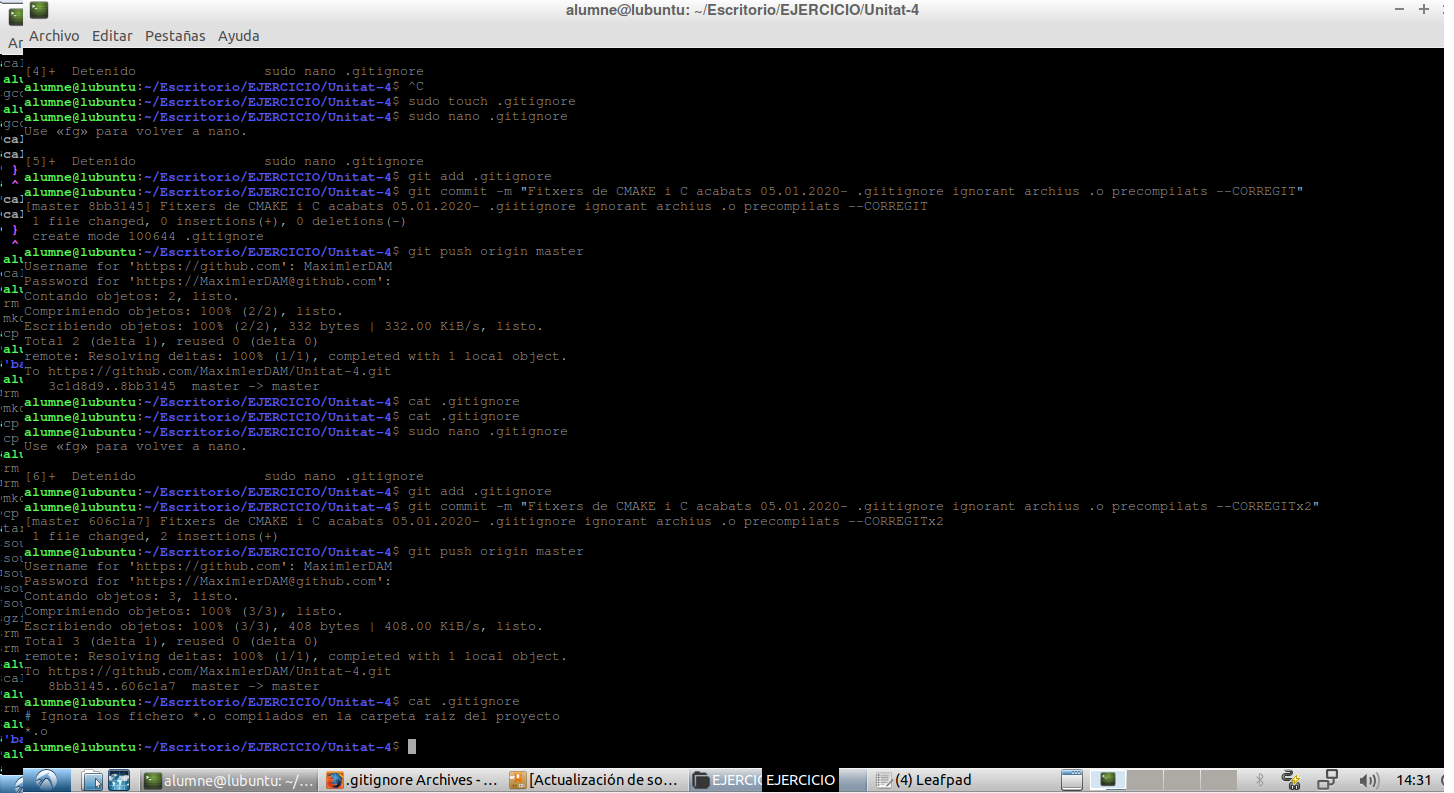 alumne@lubuntu: ~/Escritorio/EJERCICIO/Unitat-4
Archivo Editar Pestañas Ayuda
[4]+  Detenido                sudo nano .gitignore
alumne@lubuntu:~/Escritorio/EJERCICIO/Unitat-4$ ^C
alumne@lubuntu:~/Escritorio/EJERCICIO/Unitat-4$ sudo touch .gitignore
alumne@lubuntu:~/Escritorio/EJERCICIO/Unitat-4$ sudo nano .gitignore
Use «fg» para volver a nano.
[5]+  Detenido                sudo nano .gitignore
alumne@lubuntu:~/Escritorio/EJERCICIO/Unitat-4$ git add .gitignore
alumne@lubuntu:~/Escritorio/EJERCICIO/Unitat-4$ git commit -m "Fitxers de CMAKE i C acabats 05.01.2020- .giitignore ignorant archius .o precompilats --CORREGIT"
[master 8bb3145] Fitxers de CMAKE i C acabats 05.01.2020- .giitignore ignorant archius .o precompilats --CORREGIT
 1 file changed, 0 insertions(+), 0 deletions(-)
 create mode 100644 .gitignore
alumne@lubuntu:~/Escritorio/EJERCICIO/Unitat-4$ git push origin master
Username for 'https://github.com': MaximlerDAM
Password for 'https://MaximlerDAM@github.com':
Contando objetos: 2, listo.
Comprimiendo objetos: 100% (2/2), listo.
Escribiendo objetos: 100% (2/2), 332 bytes | 332.00 KiB/s, listo.
Total 2 (delta 1), reused 0 (delta 0)
remote: Resolving deltas: 100% (1/1), completed with 1 local object.
To https://github.com/MaximlerDAM/Unitat-4.git
   3c1d8d9..8bb3145  master -> master
alumne@lubuntu:~/Escritorio/EJERCICIO/Unitat-4$ cat .gitignore
alumne@lubuntu:~/Escritorio/EJERCICIO/Unitat-4$ cat .gitignore
alumne@lubuntu:~/Escritorio/EJERCICIO/Unitat-4$ sudo nano .gitignore
Use «fg» para volver a nano.
[6]+  Detenido                sudo nano .gitignore
alumne@lubuntu:~/Escritorio/EJERCICIO/Unitat-4$ git add .gitignore
alumne@lubuntu:~/Escritorio/EJERCICIO/Unitat-4$ git commit -m "Fitxers de CMAKE i C acabats 05.01.2020- .giitignore ignorant archius .o precompilats --CORREGITx2"
[master 606c1a7] Fitxers de CMAKE i C acabats 05.01.2020- .giitignore ignorant archius .o precompilats --CORREGITx2
 1 file changed, 2 insertions(+)
alumne@lubuntu:~/Escritorio/EJERCICIO/Unitat-4$ git push origin master
Username for 'https://github.com': MaximlerDAM
Password for 'https://MaximlerDAM@github.com':
Contando objetos: 3, listo.
Comprimiendo objetos: 100% (3/3), listo.
Escribiendo objetos: 100% (3/3), 408 bytes | 408.00 KiB/s, listo.
Total 3 (delta 1), reused 0 (delta 0)
remote: Resolving deltas: 100% (1/1), completed with 1 local object.
To https://github.com/MaximlerDAM/Unitat-4.git
   8bb3145..606c1a7  master -> master
alumne@lubuntu:~/Escritorio/EJERCICIO/Unitat-4$ cat .gitignore
# Ignora los fichero *.o compilados en la carpeta raiz del proyecto
*.o
alumne@lubuntu:~/Escritorio/EJERCICIO/Unitat-4$
alumne@lubuntu: ~/... .gitignore Archives - ... [Actualización de so... EJERCIC EJERCICIO (4) Leafpad 14:31